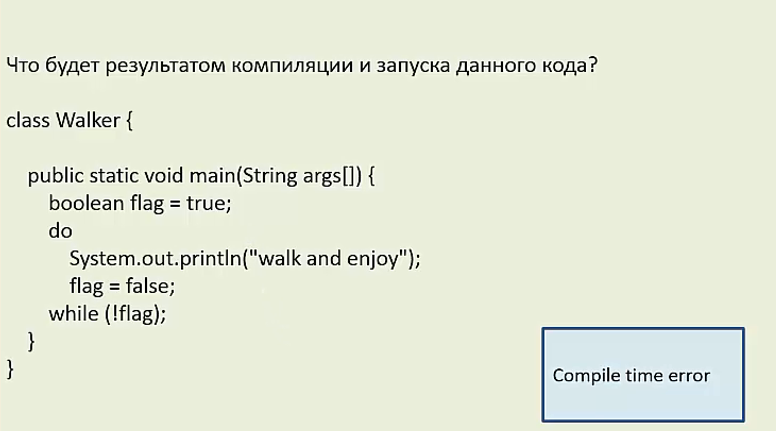 Что будет результатом компиляции и запуска данного кода?
class Walker {
public static void main(String args[]) {
boolean flag = true;
do
System.out.println("walk and enjoy");
flag = false;
while (!flag);
}
}
Compile time error